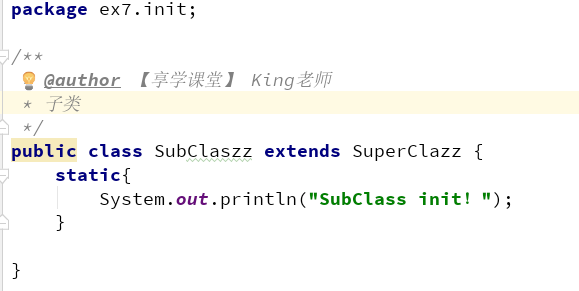 package ex7.init;
/**
@author 【享学课堂】 King老师
* 子类
*/
public class SubClaszz extends SuperClazz {
static{
System.out.println("SubClass init！");
}
}